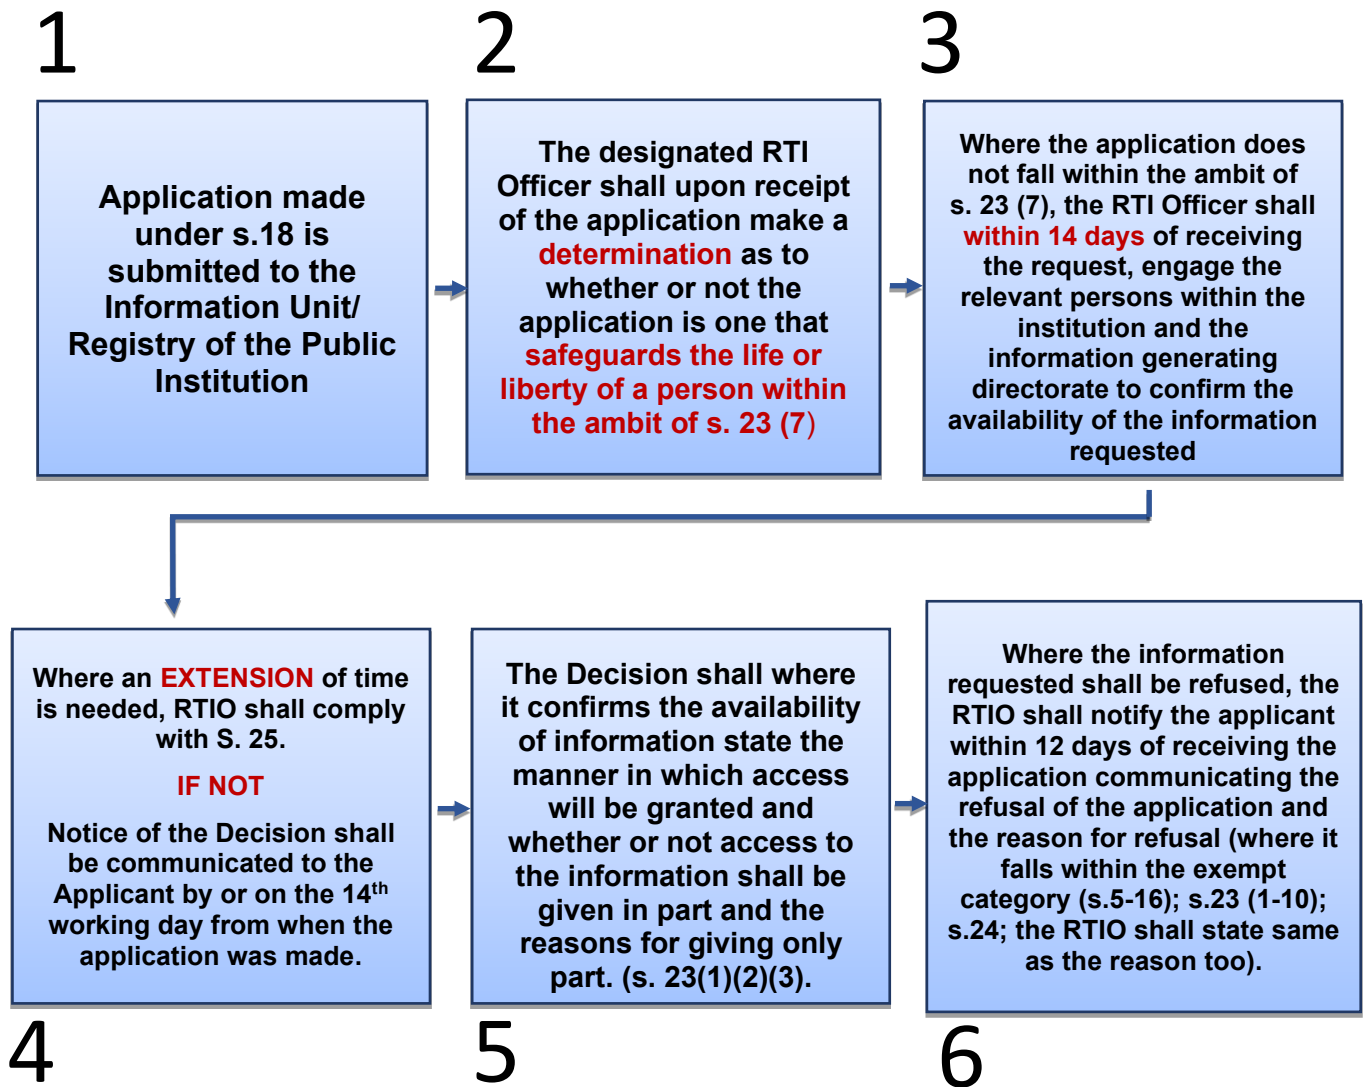 1
Application made
under s.18 is
submitted to the
Information Unit/
Registry of the Public
Institution
2
The designated RTI
Officer shall upon receipt
of the application make a
determination as to
whether or not the
application is one that
safeguards the life or
liberty of a person within
the ambit of s. 23 (7)
3
Where the application does
not fall within the ambit of
s. 23 (7), the RTI Officer shall
within 14 days of receiving
the request, engage the
relevant persons within the
institution and the
information generating
directorate to confirm the
availability of the information
requested
Where an EXTENSION of time
is needed, RTIO shall comply
with S. 25.
IF NOT
Notice of the Decision shall
be communicated to the
Applicant by or on the 14th
working day from when the
application was made.
4
The Decision shall where
it confirms the availability
of information state the
manner in which access
will be granted and
whether or not access to
the information shall be
given in part and the
reasons for giving only
part. (s. 23(1)(2)(3).
5
Where the information
requested shall be refused, the
RTIO shall notify the applicant
within 12 days of receiving the
application communicating the
refusal of the application and
the reason for refusal (where it
falls within the exempt
category (s.5-16); s.23 (1-10);
s.24; the RTIO shall state same
as the reason too).
6